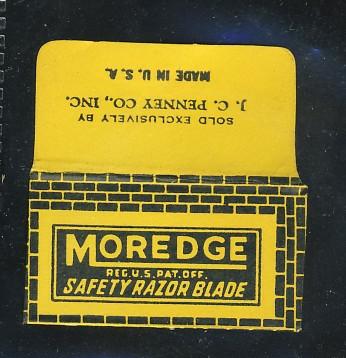 SOLD EXCLUSIVELY BY
J. C. PENNEY CO., INC.
MADE IN U. S. A.
MOREDGE
REG.U.S.PAT.OFF.
SAFETY RAZOR BLADE